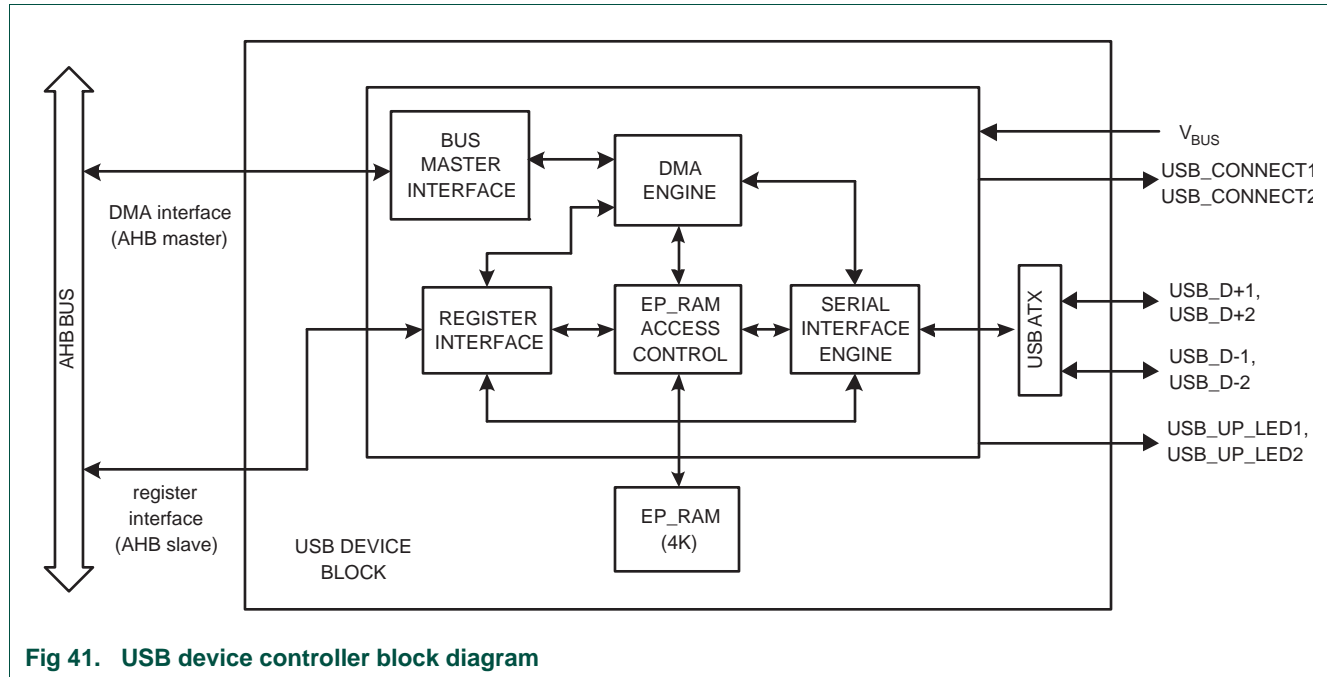 AHB BUS
DMA interface
(AHB master)
register
interface
(AHB slave)
BUS
MASTER
INTERFACE
DMA
ENGINE
REGISTER
INTERFACE
EP_RAM
ACCESS
CONTROL
SERIAL
INTERFACE
ENGINE
EP_RAM
(4K)
USB DEVICE
BLOCK
USB ATX
VBUS
USB_CONNECT1
USB_CONNECT2
USB_D+1,
USB_D+2
USB_D-1,
USB_D-2
USB_UP_LED1,
USB_UP_LED2
Fig 41. USB device controller block diagram